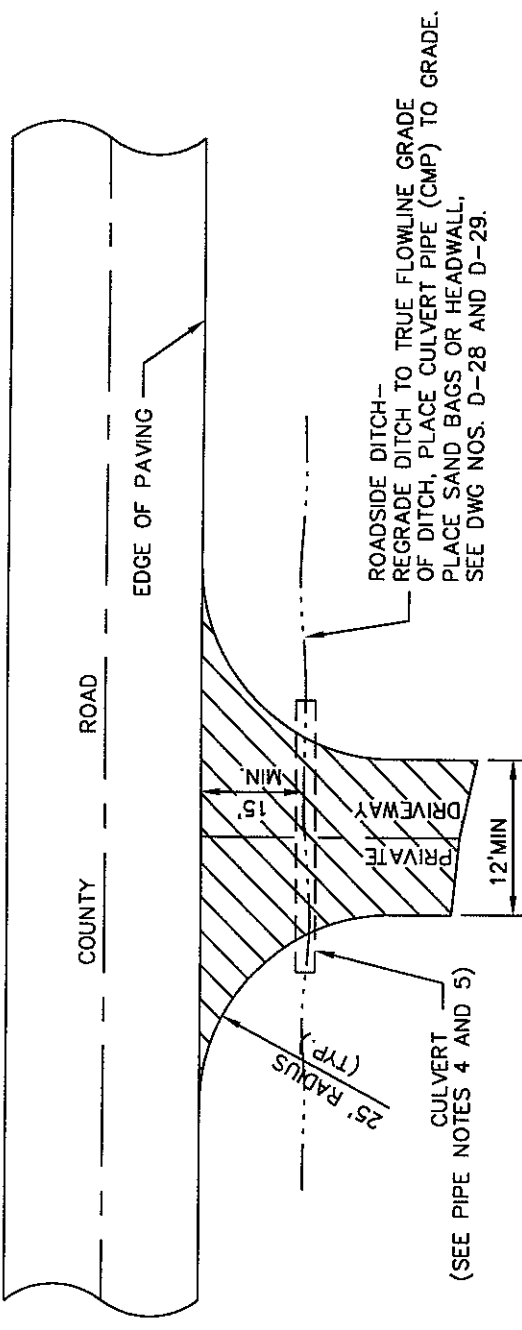 COUNTY ROAD
EDGE OF PAVING
ROADSIDE DITCH-
REGRADE DITCH TO TRUE FLOWLINE GRADE
OF DITCH, PLACE CULVERT PIPE (CMP) TO GRADE.
PLACE SAND BAGS OR HEADWALL,
SEE DWG NOS. D-28 AND D-29.
15'
MIN.
PRIVATE
DRIVEWAY
25' RADIUS
(TYP.)
12'MIN
CULVERT
(SEE PIPE NOTES 4 AND 5)